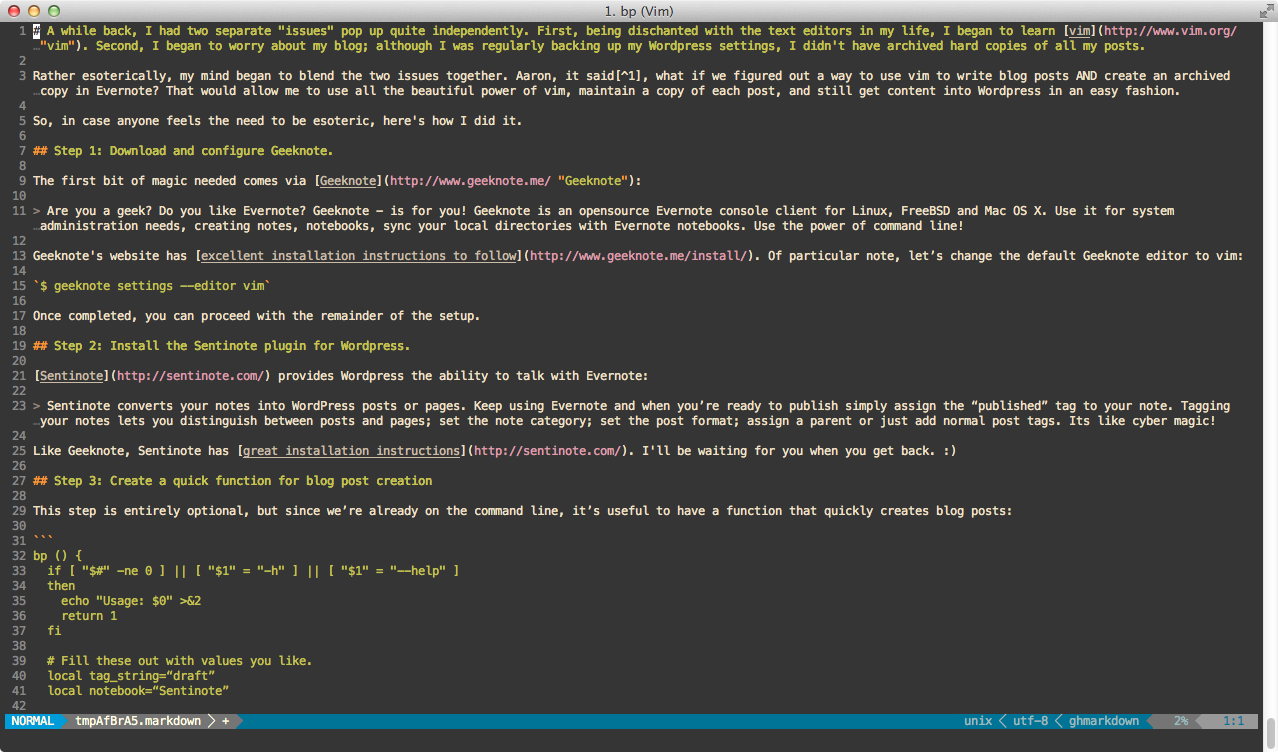 1. bp (Vim)
1 # A while back, I had two separate "issues" pop up quite independently. First, being dischanted with the text editors in my life, I began to learn [vim](http://www.vim.org/
…"vim"). Second, I began to worry about my blog; although I was regularly backing up my Wordpress settings, I didn't have archived hard copies of all my posts.
2
3 Rather esoterically, my mind began to blend the two issues together. Aaron, it said[^1], what if we figured out a way to use vim to write blog posts AND create an archived
…copy in Evernote? That would allow me to use all the beautiful power of vim, maintain a copy of each post, and still get content into Wordpress in an easy fashion.
4
5 So, in case anyone feels the need to be esoteric, here's how I did it.
6
7 ## Step 1: Download and configure Geeknote.
8
9 The first bit of magic needed comes via [Geeknote](http://www.geeknote.me/ "Geeknote"):
10
11 > Are you a geek? Do you like Evernote? Geeknote - is for you! Geeknote is an opensource Evernote console client for Linux, FreeBSD and Mac OS X. Use it for system
…administration needs, creating notes, notebooks, sync your local directories with Evernote notebooks. Use the power of command line!
12
13 Geeknote's website has [excellent installation instructions to follow](http://www.geeknote.me/install/). Of particular note, let’s change the default Geeknote editor to vim:
14
15 `$ geeknote settings --editor vim`
16
17 Once completed, you can proceed with the remainder of the setup.
18
19 ## Step 2: Install the Sentinote plugin for Wordpress.
20
21 [Sentinote](http://sentinote.com/) provides Wordpress the ability to talk with Evernote:
22
23 > Sentinote converts your notes into WordPress posts or pages. Keep using Evernote and when you’re ready to publish simply assign the “published” tag to your note. Tagging
…your notes lets you distinguish between posts and pages; set the note category; set the post format; assign a parent or just add normal post tags. Its like cyber magic!
24
25 Like Geeknote, Sentinote has [great installation instructions](http://sentinote.com/). I'll be waiting for you when you get back. :)
26
27 ## Step 3: Create a quick function for blog post creation
28
29 This step is entirely optional, but since we’re already on the command line, it’s useful to have a function that quickly creates blog posts:
30
31 ```
32 bp () {
33 if [ "$#" -ne 0 ] || [ "$1" = "-h" ] || [ "$1" = "--help" ]
34 then
35 echo "Usage: $0" >&2
36 return 1
37 fi
38
39 # Fill these out with values you like.
40 local tag_string=“draft”
41 local notebook=“Sentinote”
42
NORMAL tmpAfBrA5.markdown > + unix < utf-8 < ghmarkdown 2% 1:1